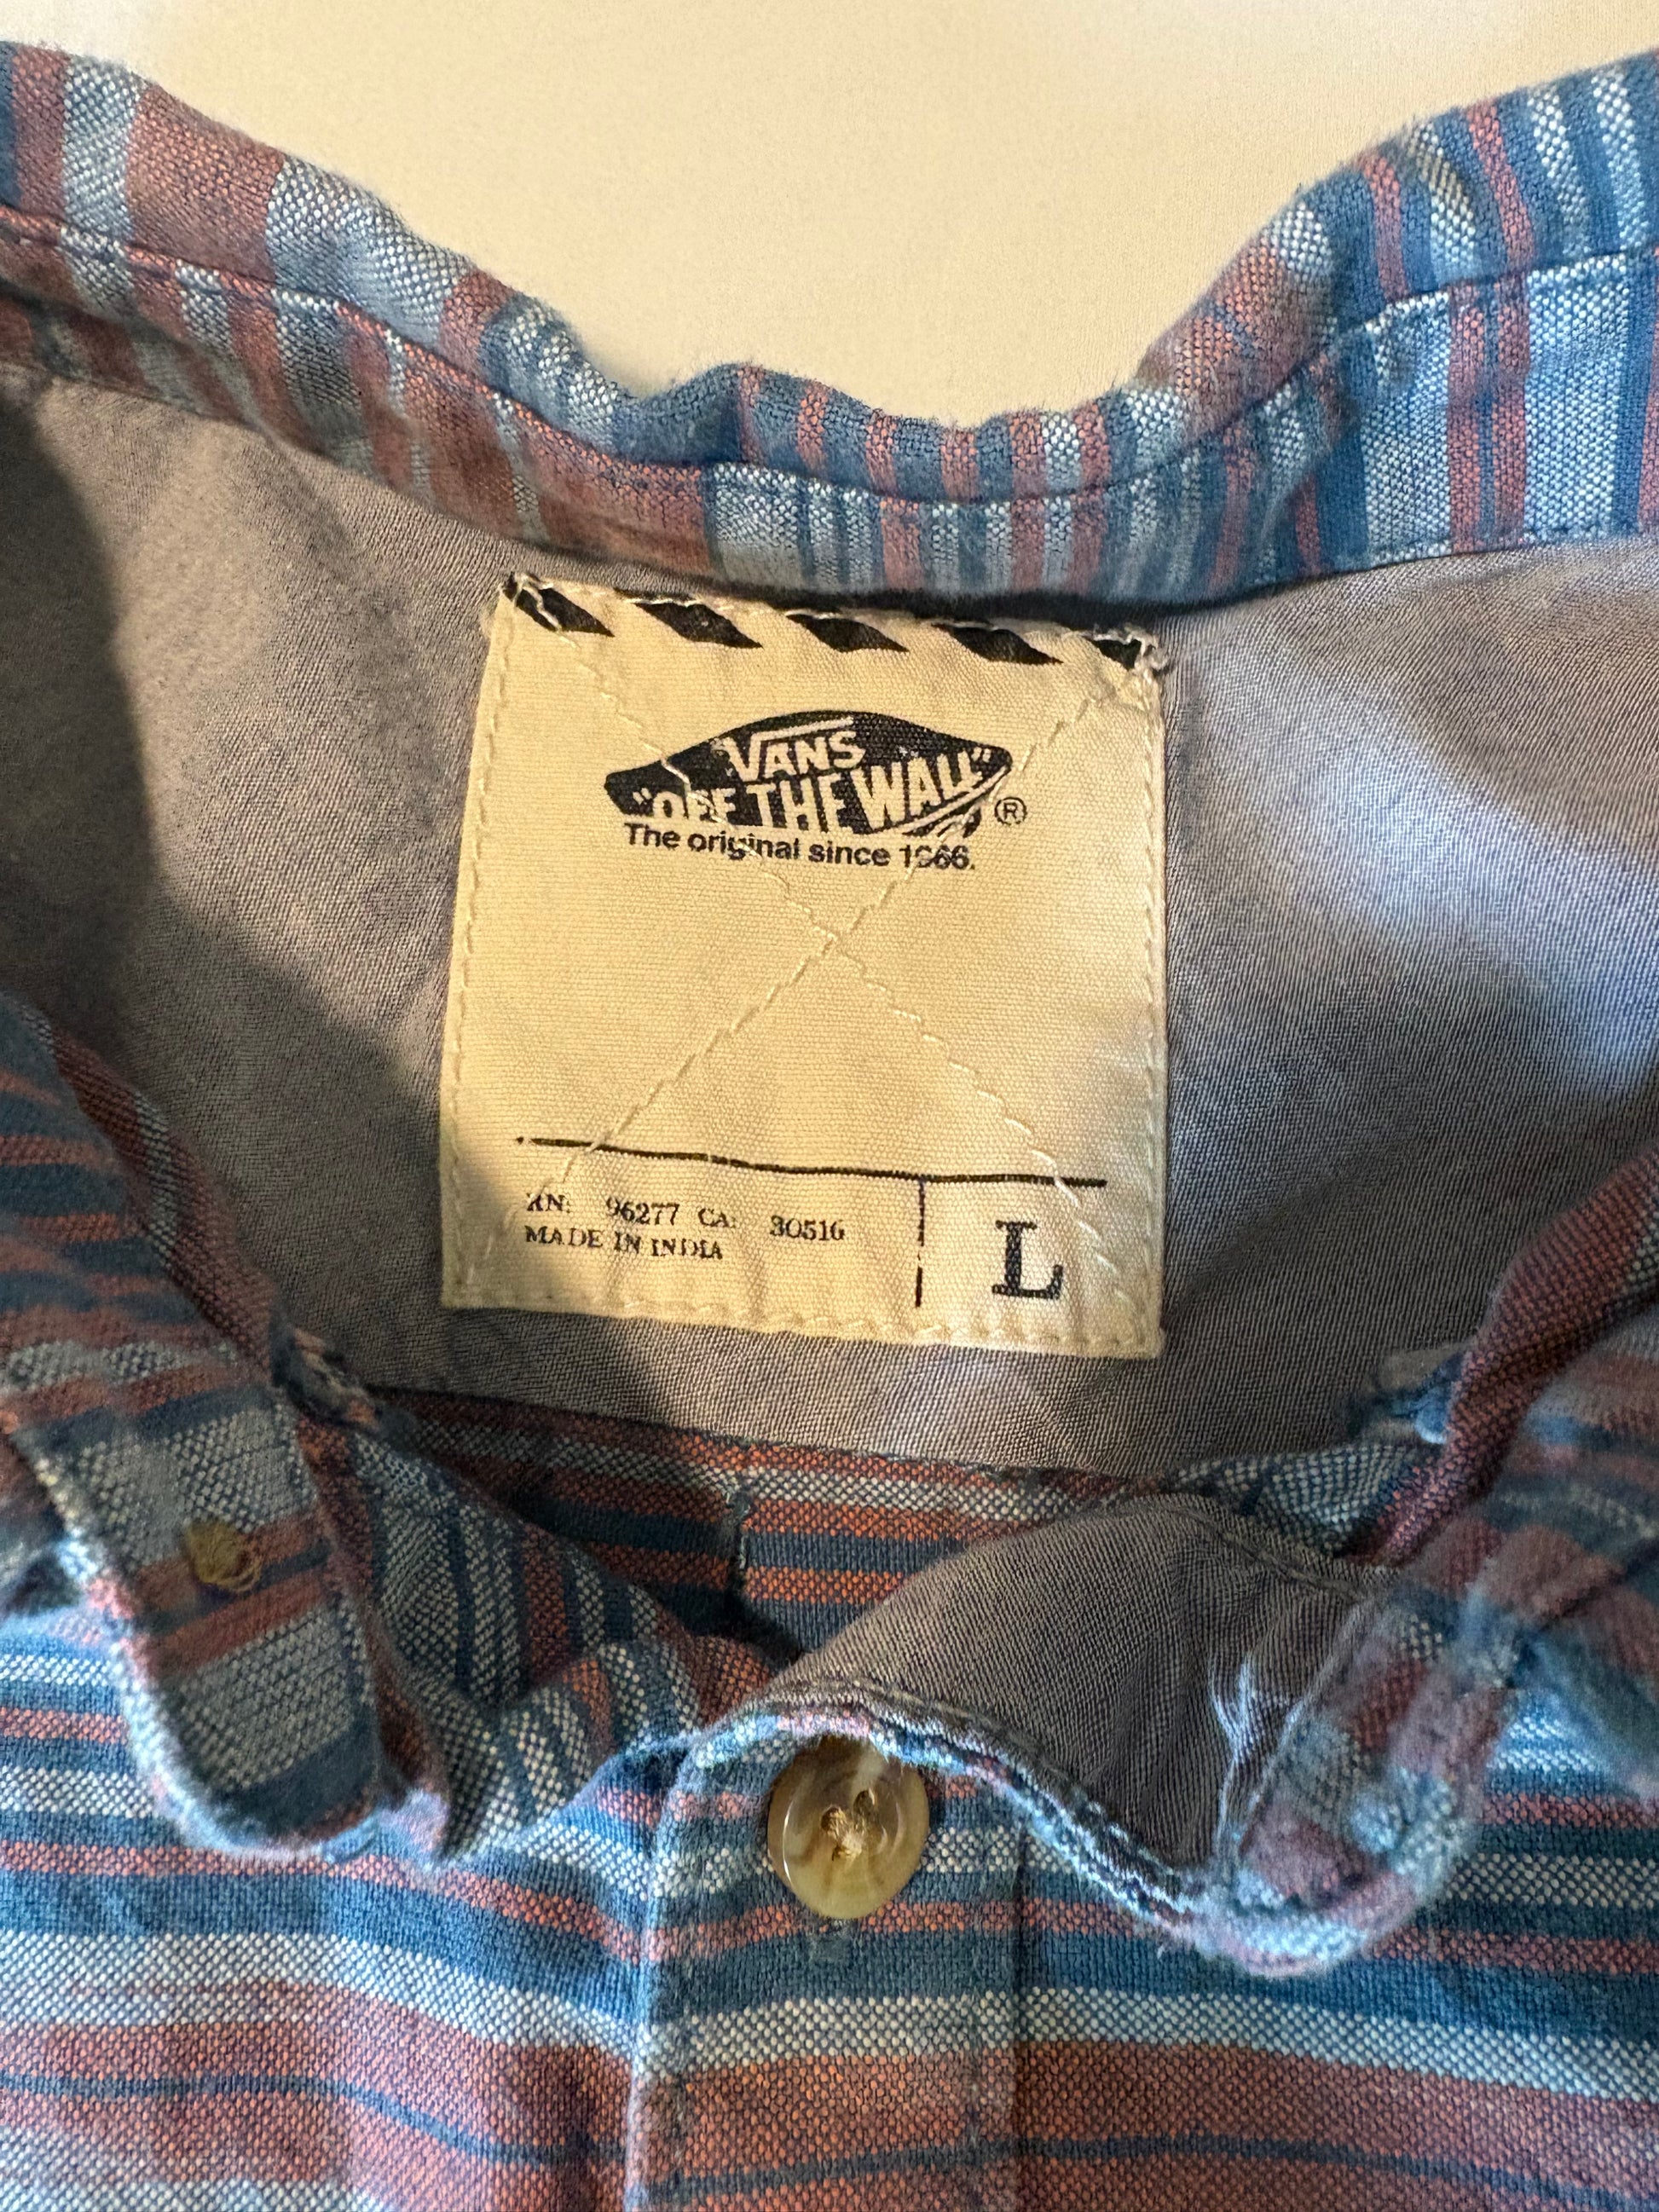 VANS
"OFF THE WALL" ®
The original since 1966.
RN: 96277 CA: 30516
MADE IN INDIA
L